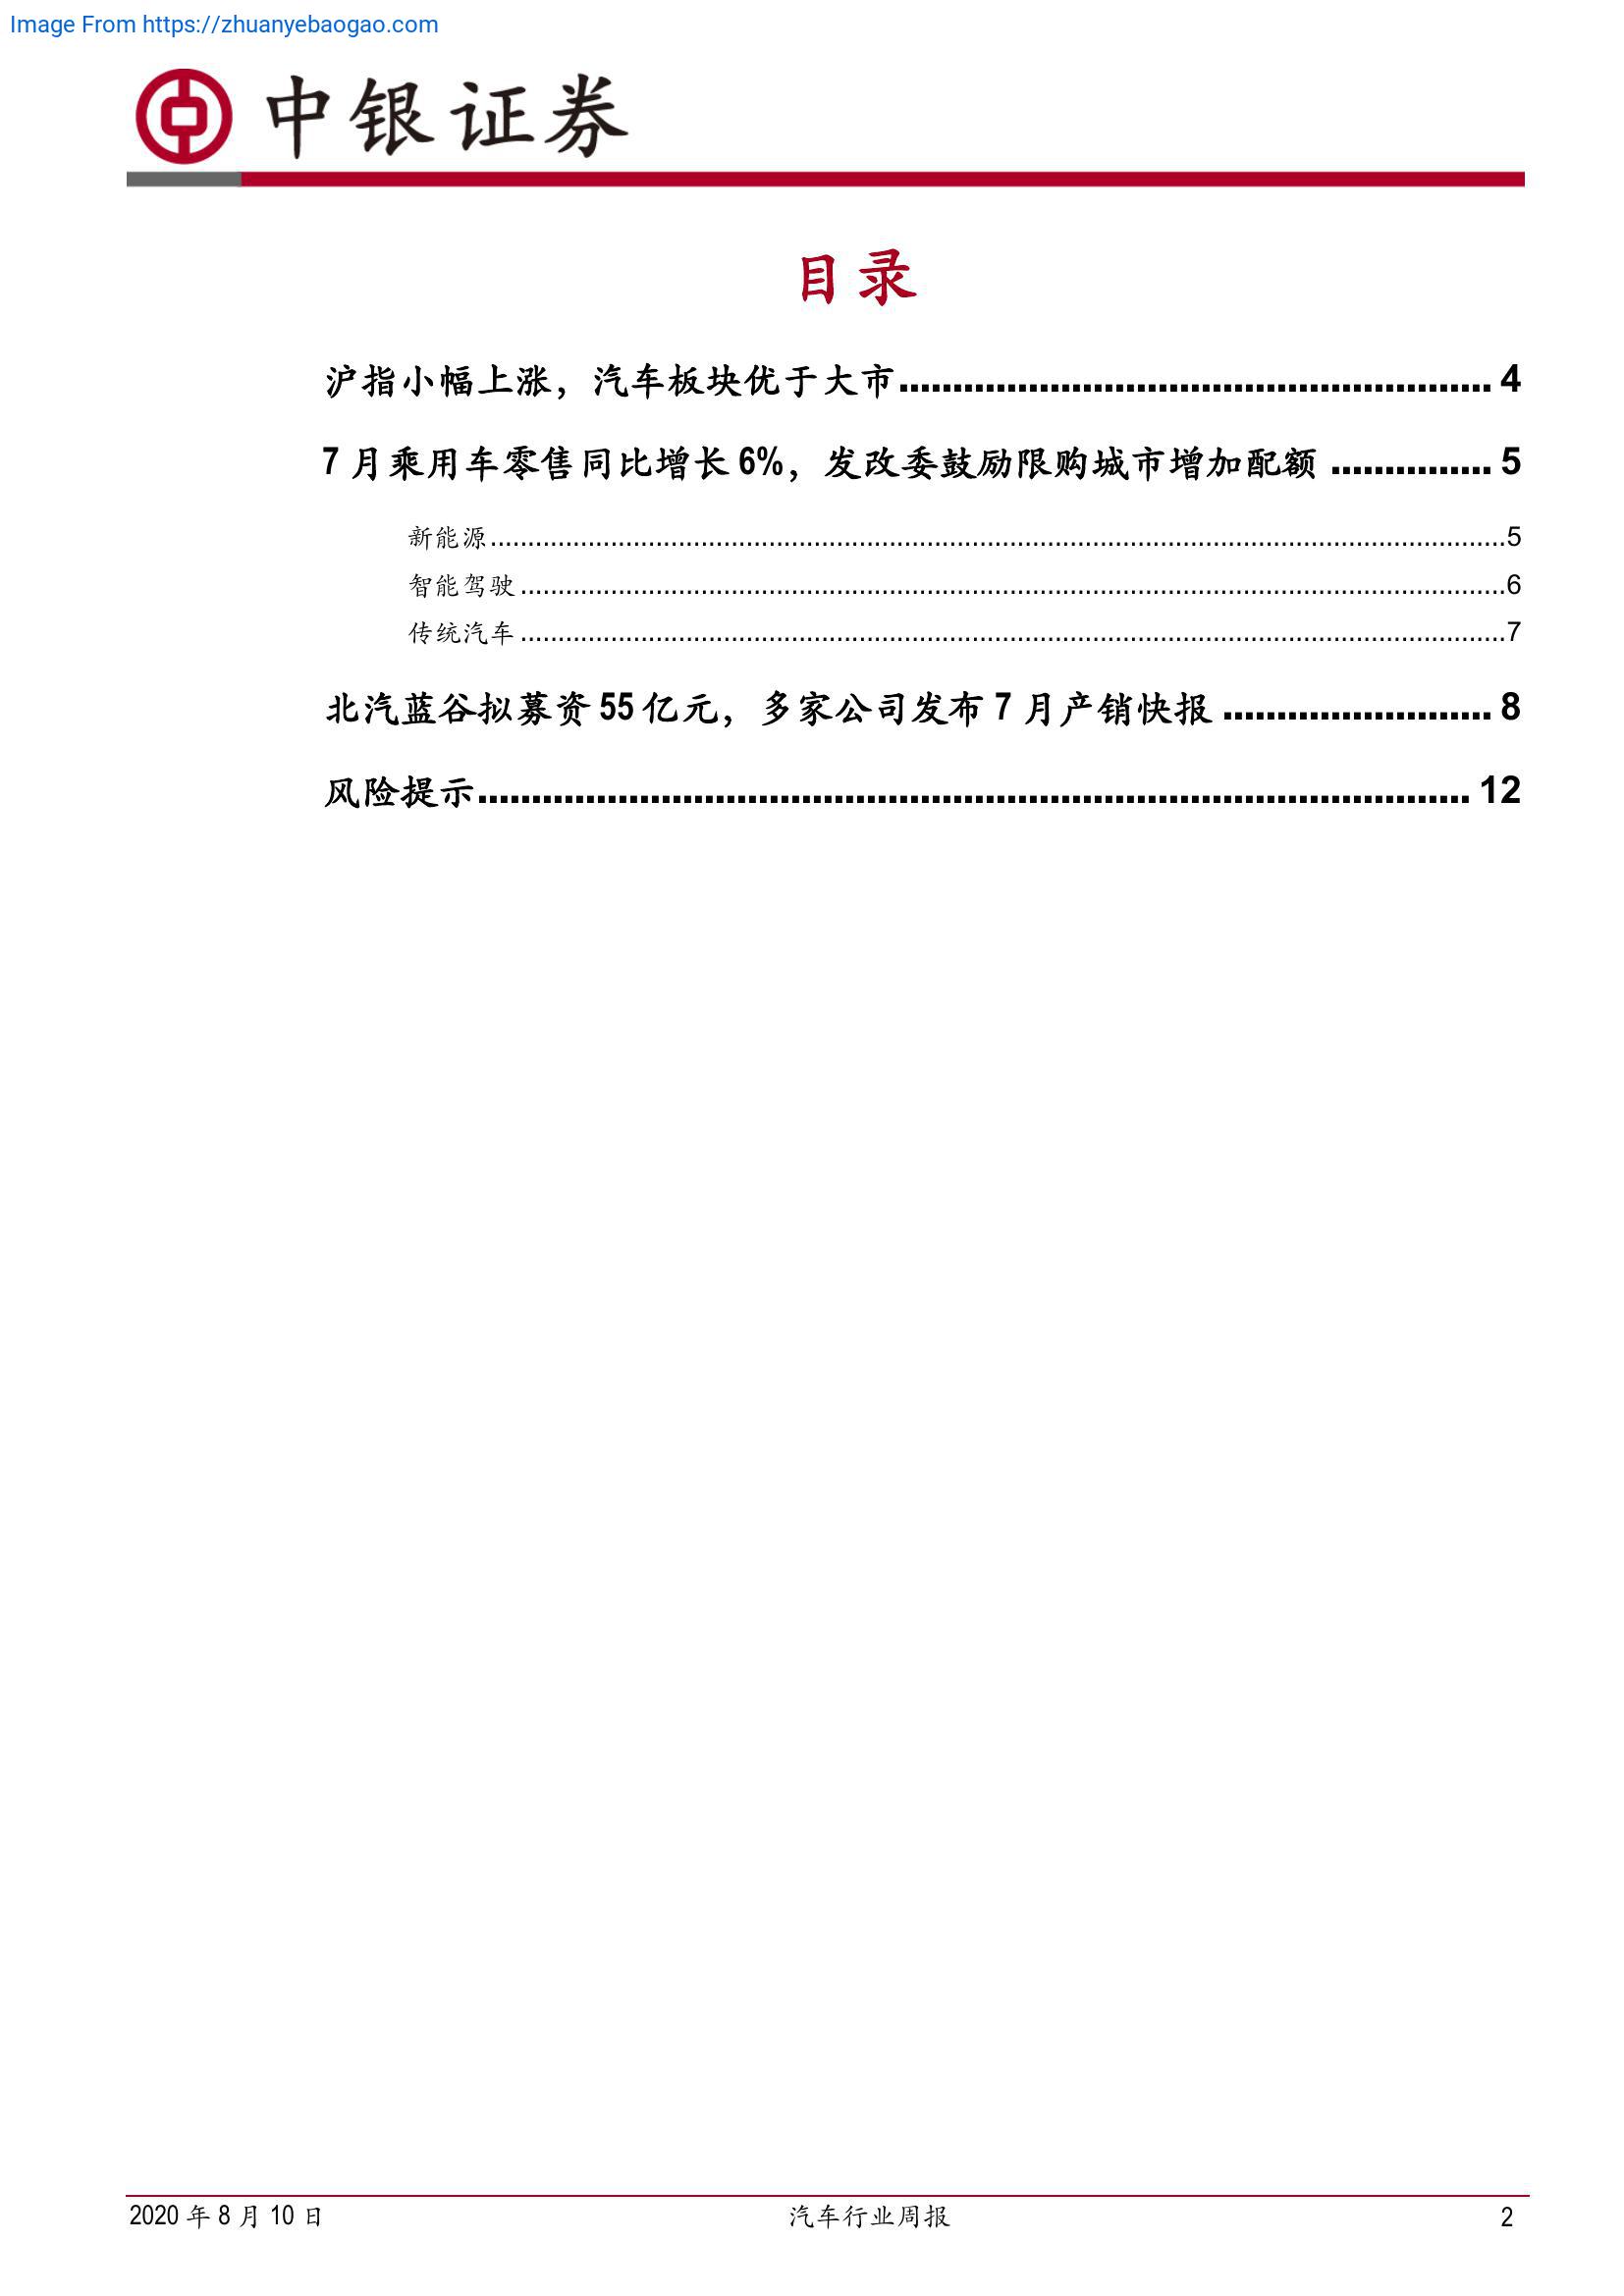 Image From https://zhuanyebaogao.com
中银证券
目录
沪指小幅上涨，汽车板块优于大市 4
7 月乘用车零售同比增长 6%，发改委鼓励限购城市增加配额 5
新能源 5
智能驾驶 6
传统汽车 7
北汽蓝谷拟募资 55 亿元，多家公司发布 7 月产销快报 8
风险提示 12
2020 年 8 月 10 日 汽车行业周报 2